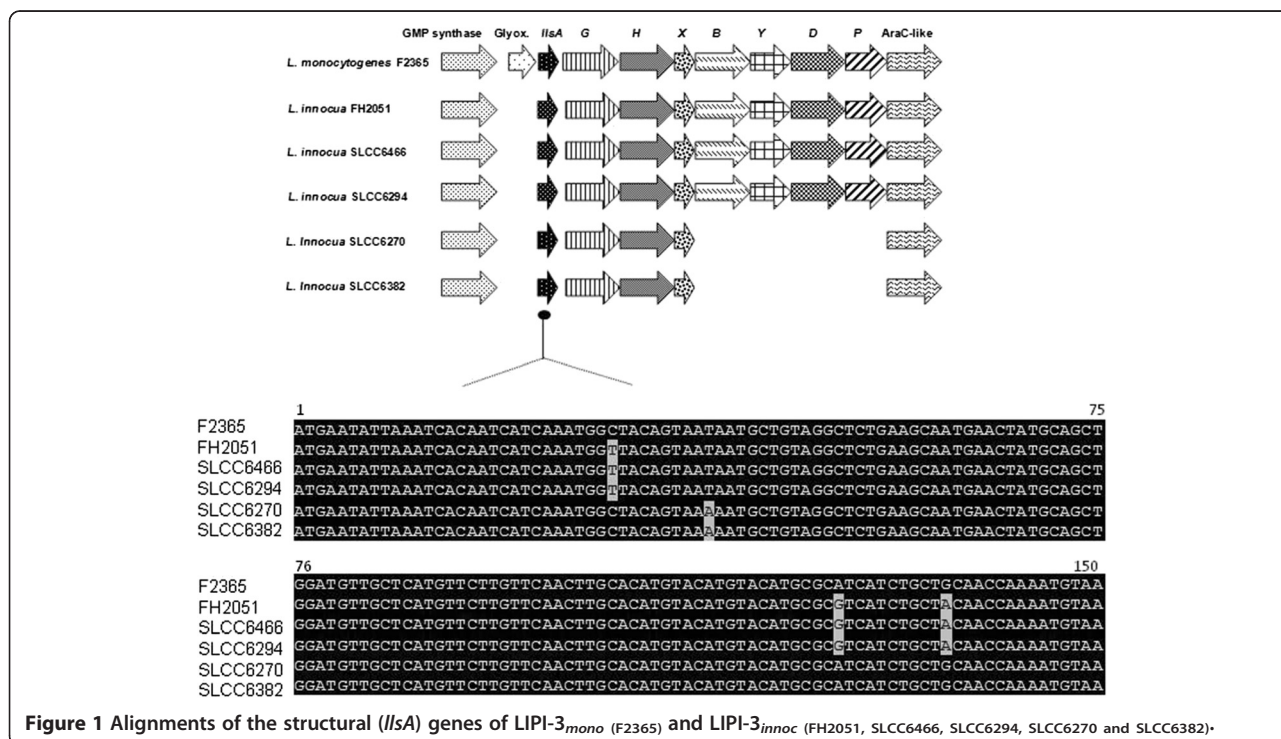 GMP synthase Glyox. llsA G H X B Y D P AraC-like
L. monocytogenes F2365
L. innocua FH2051
L. innocua SLCC6466
L. innocua SLCC6294
L. Innocua SLCC6270
L. Innocua SLCC6382
1 75
F2365 ATGAATATTAAATCACAATCATCAAATGGCTACAGTAATAATGCTGTAGGCTCTGAAGCAATGAACTATGCAGCT
FH2051 ATGAATATTAAATCACAATCATCAAATGGTTACAGTAATAATGCTGTAGGCTCTGAAGCAATGAACTATGCAGCT
SLCC6466 ATGAATATTAAATCACAATCATCAAATGGTTACAGTAATAATGCTGTAGGCTCTGAAGCAATGAACTATGCAGCT
SLCC6294 ATGAATATTAAATCACAATCATCAAATGGTTACAGTAATAATGCTGTAGGCTCTGAAGCAATGAACTATGCAGCT
SLCC6270 ATGAATATTAAATCACAATCATCAAATGGCTACAGTAAAAATGCTGTAGGCTCTGAAGCAATGAACTATGCAGCT
SLCC6382 ATGAATATTAAATCACAATCATCAAATGGCTACAGTAAAAATGCTGTAGGCTCTGAAGCAATGAACTATGCAGCT
76 150
F2365 GGATGTTGCTCATGTTCTTGTTCAACTTGCACATGTACATGTACATGCGCATCATCTGCTGCAACCAAAATGTAA
FH2051 GGATGTTGCTCATGTTCTTGTTCAACTTGCACATGTACATGTACATGCGCGTCATCTGCTACAACCAAAATGTAA
SLCC6466 GGATGTTGCTCATGTTCTTGTTCAACTTGCACATGTACATGTACATGCGCGTCATCTGCTACAACCAAAATGTAA
SLCC6294 GGATGTTGCTCATGTTCTTGTTCAACTTGCACATGTACATGTACATGCGCGTCATCTGCTACAACCAAAATGTAA
SLCC6270 GGATGTTGCTCATGTTCTTGTTCAACTTGCACATGTACATGTACATGCGCATCATCTGCTGCAACCAAAATGTAA
SLCC6382 GGATGTTGCTCATGTTCTTGTTCAACTTGCACATGTACATGTACATGCGCATCATCTGCTGCAACCAAAATGTAA
Figure 1 Alignments of the structural (llsA) genes of LIPI-3mono (F2365) and LIPI-3innoc (FH2051, SLCC6466, SLCC6294, SLCC6270 and SLCC6382).